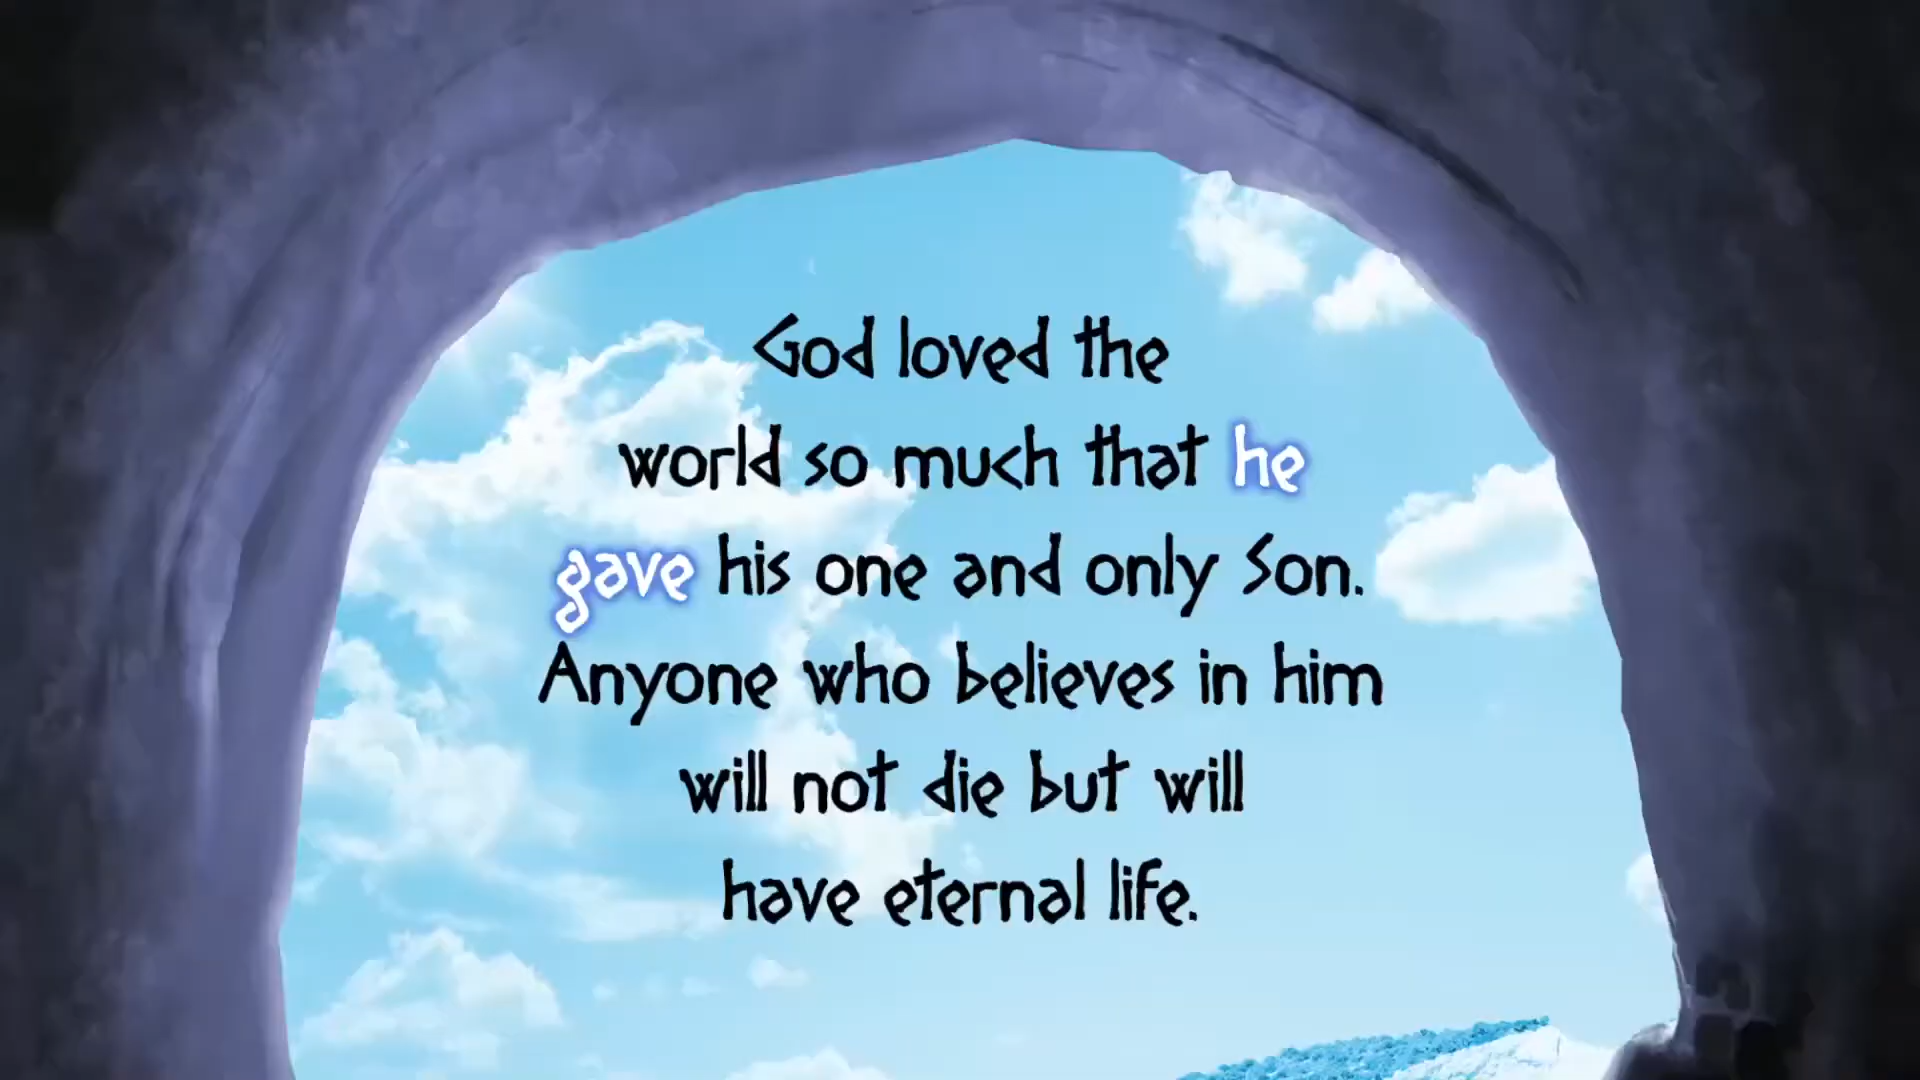 God loved the
world so much that he
gave his one and only Son.
Anyone who believes in him
will not die but will
have eternal life.